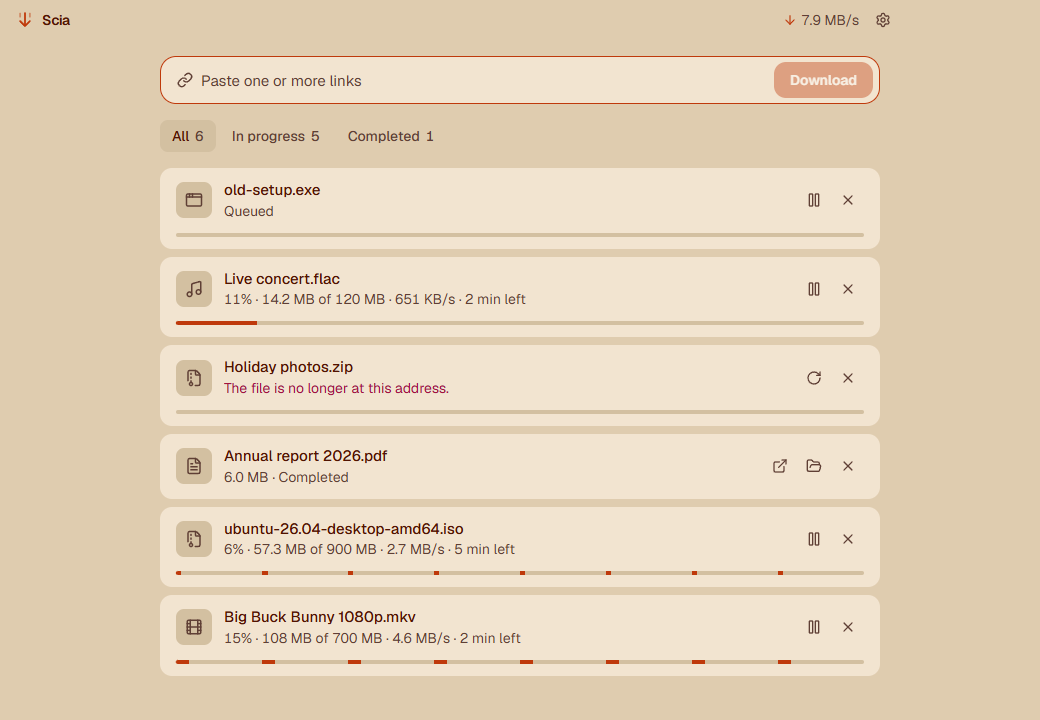 Scia
7.9 MB/s
Paste one or more links
Download
All 6
In progress 5
Completed 1
old-setup.exe
Queued
Live concert.flac
11% · 14.2 MB of 120 MB · 651 KB/s · 2 min left
Holiday photos.zip
The file is no longer at this address.
Annual report 2026.pdf
6.0 MB · Completed
ubuntu-26.04-desktop-amd64.iso
6% · 57.3 MB of 900 MB · 2.7 MB/s · 5 min left
Big Buck Bunny 1080p.mkv
15% · 108 MB of 700 MB · 4.6 MB/s · 2 min left